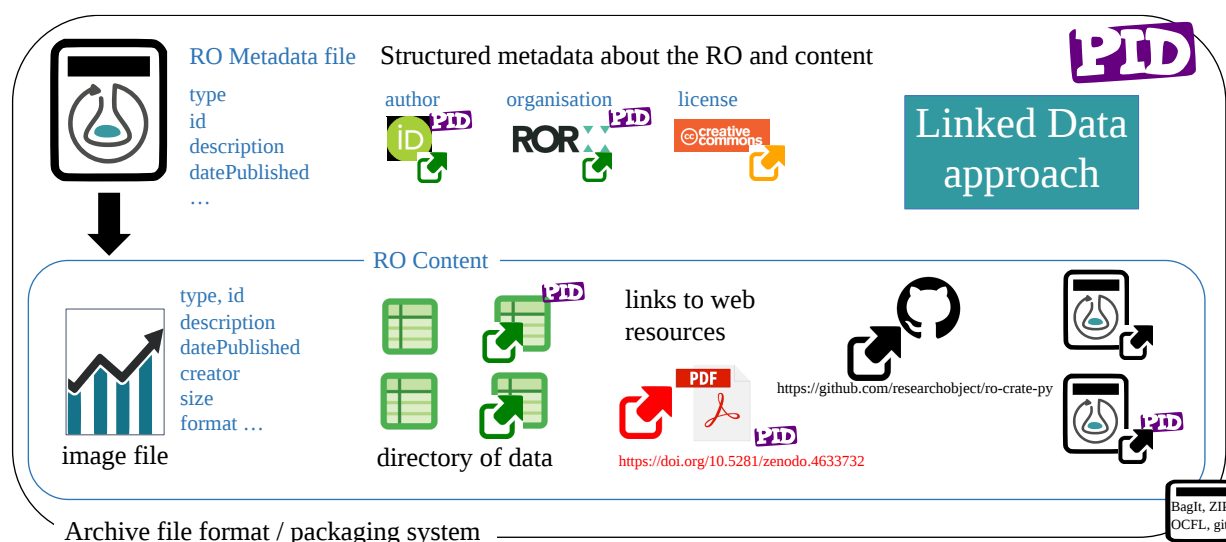 PID
RO Metadata file
Structured metadata about the RO and content
type
id
description
datePublished
…
author
organisation
license
iD
PID
ROR
PID
cc creative
commons
Linked Data
approach
RO Content
type, id
description
datePublished
creator
size
format …
image file
PID
directory of data
links to web
resources
PDF
PID
https://doi.org/10.5281/zenodo.4633732
https://github.com/researchobject/ro-crate-py
PID
Archive file format / packaging system
BagIt, ZIP
OCFL, git